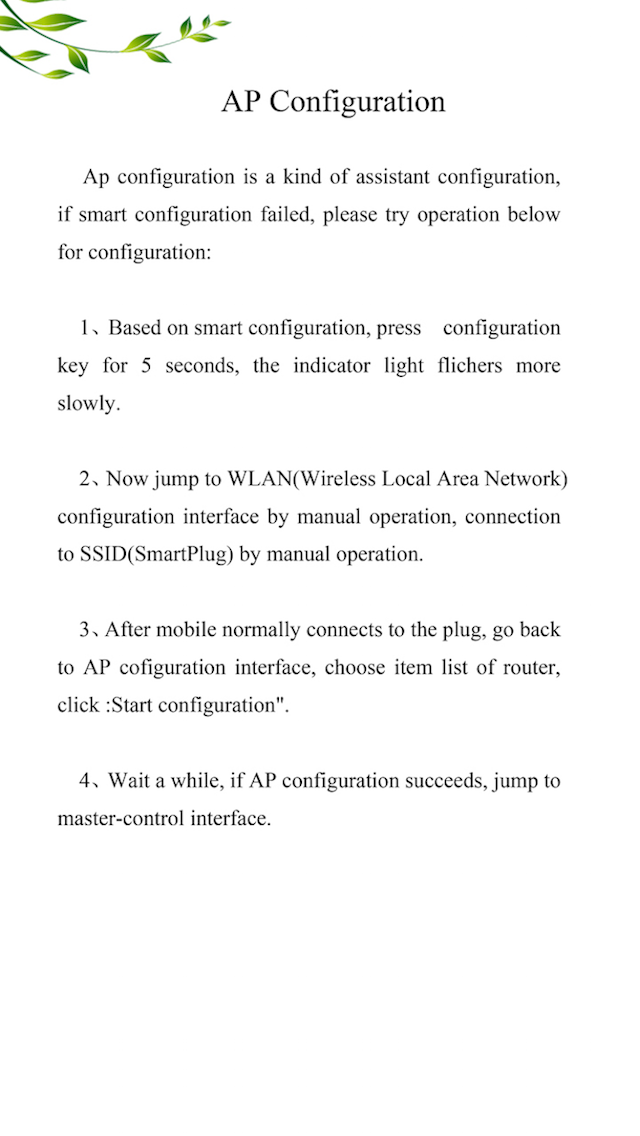 AP Configuration
Ap configuration is a kind of assistant configuration,
if smart configuration failed, please try operation below
for configuration:
1、Based on smart configuration, press configuration
key for 5 seconds, the indicator light flichers more
slowly.
2、Now jump to WLAN(Wireless Local Area Network)
configuration interface by manual operation, connection
to SSID(SmartPlug) by manual operation.
3、After mobile normally connects to the plug, go back
to AP cofiguration interface, choose item list of router,
click :Start configuration".
4、Wait a while, if AP configuration succeeds, jump to
master-control interface.